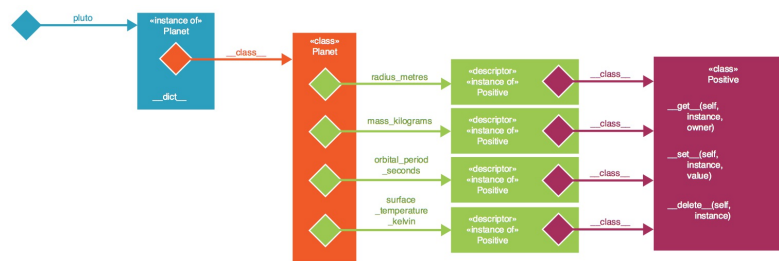 pluto
«instance of»
Planet
__dict__
__class__
«class»
Planet
radius_metres
«descriptor»
«instance of»
Positive
__class__
mass_kilograms
«descriptor»
«instance of»
Positive
__class__
orbital_period
_seconds
«descriptor»
«instance of»
Positive
__class__
surface
_temperature
_kelvin
«descriptor»
«instance of»
Positive
__class__
«class»
Positive
__get__(self,
instance,
owner)
__set__(self,
instance,
value)
__delete__(self,
instance)